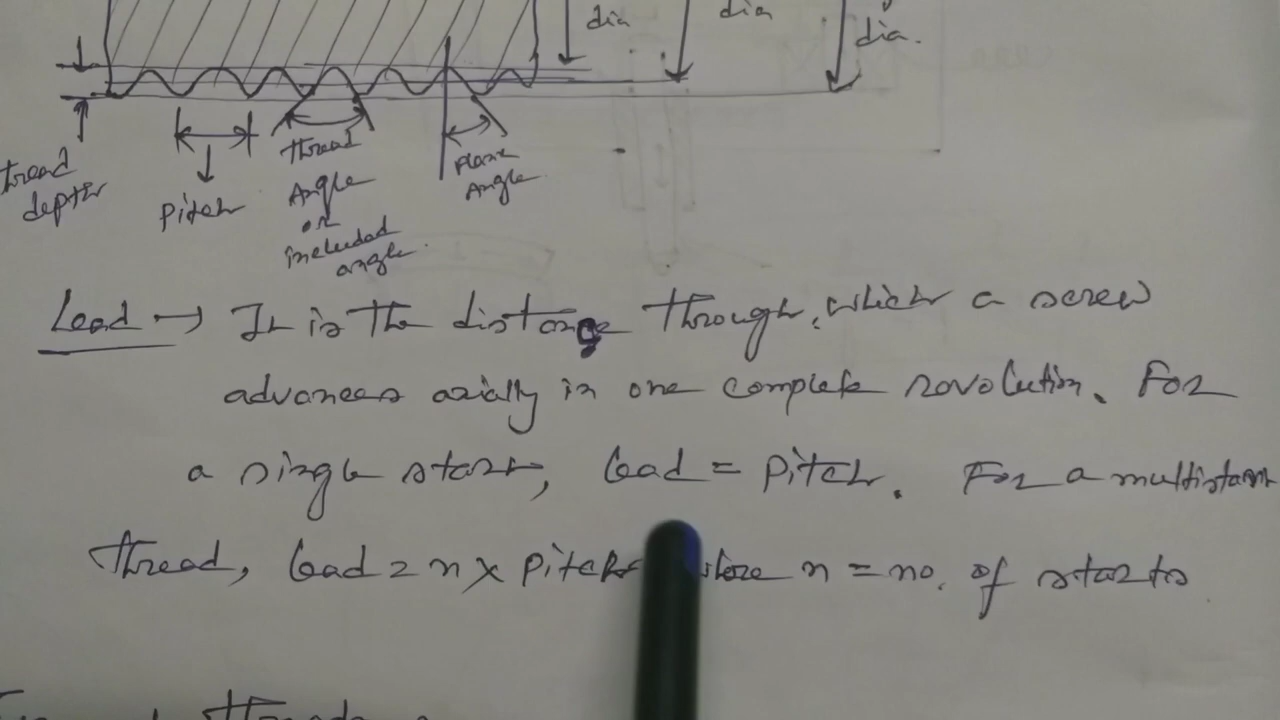 dia
dia
dia.
thread
depth
Pitch
thread
Angle
or
included
angle.
Flank
Angle
Lead → It is the distance through, which a screw
advances axially in one complete revolution. For
a single start, lead = Pitch. For a multistart
thread, lead = n x Pitch where n = no. of starts